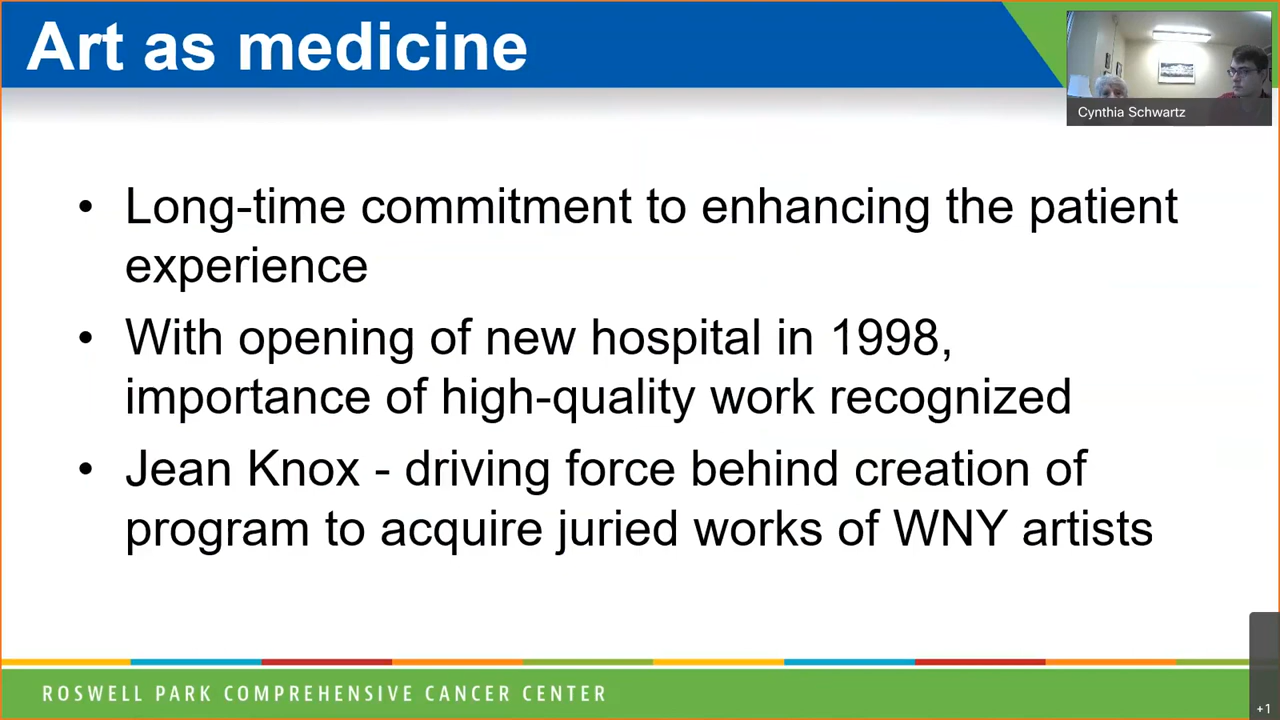 Art as medicine
Cynthia Schwartz
• Long-time commitment to enhancing the patient
experience
• With opening of new hospital in 1998,
importance of high-quality work recognized
• Jean Knox - driving force behind creation of
program to acquire juried works of WNY artists
ROSWELL PARK COMPREHENSIVE CANCER CENTER
+1